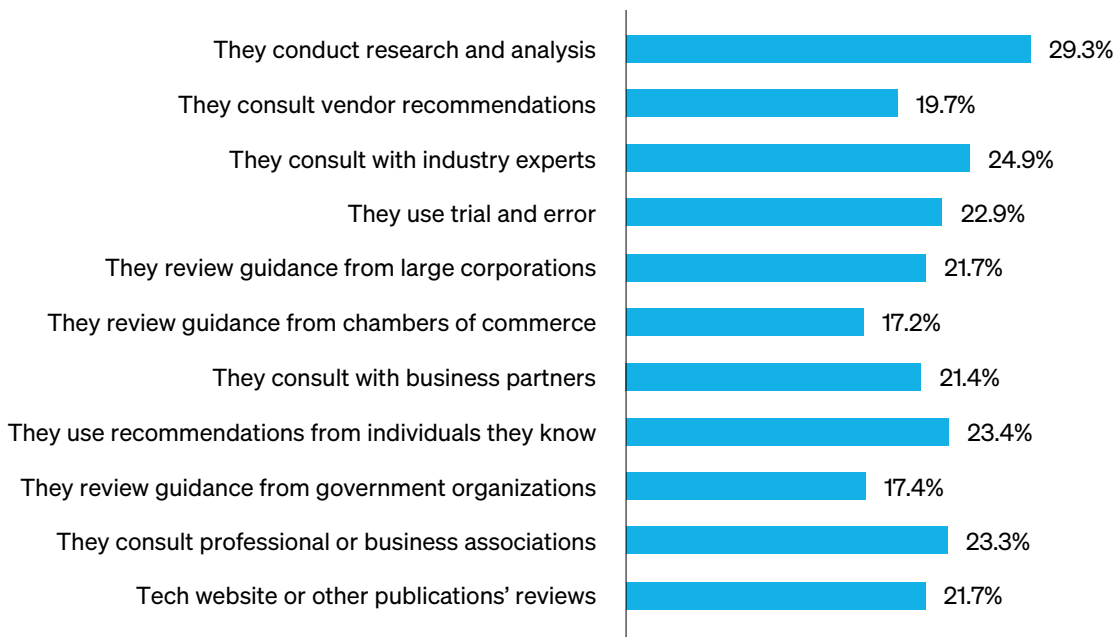 They conduct research and analysis 29.3%
They consult vendor recommendations 19.7%
They consult with industry experts 24.9%
They use trial and error 22.9%
They review guidance from large corporations 21.7%
They review guidance from chambers of commerce 17.2%
They consult with business partners 21.4%
They use recommendations from individuals they know 23.4%
They review guidance from government organizations 17.4%
They consult professional or business associations 23.3%
Tech website or other publications’ reviews 21.7%